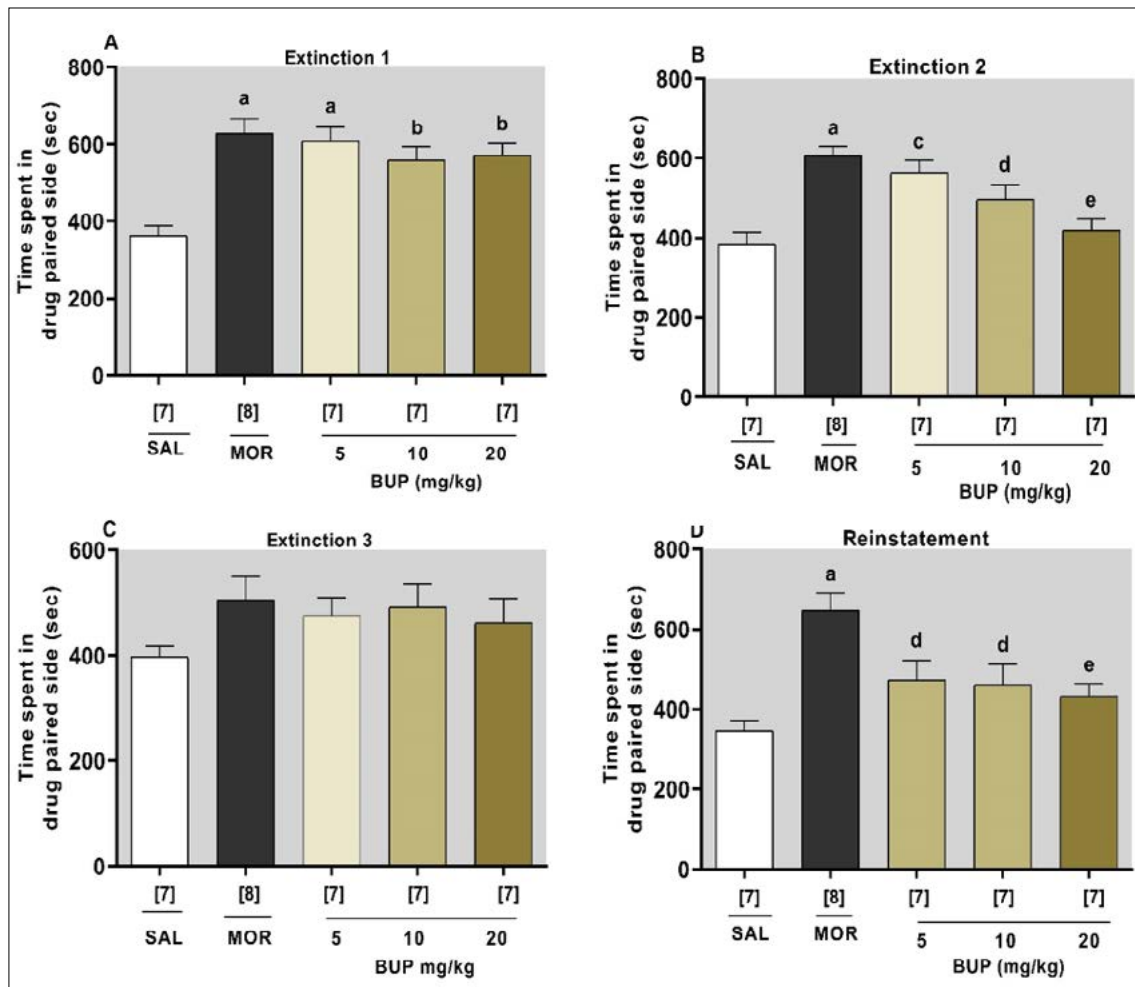 A
Extinction 1
Time spent in
drug paired side (sec)
800
600
400
200
0
a
a
b
b
[7]
[8]
[7]
[7]
[7]
SAL
MOR
5
10
20
BUP (mg/kg)
B
Extinction 2
Time spent in
drug paired side (sec)
800
600
400
200
0
a
c
d
e
[7]
[8]
[7]
[7]
[7]
SAL
MOR
5
10
20
BUP (mg/kg)
C
Extinction 3
Time spent in
drug paired side (sec)
600
400
200
0
[7]
[8]
[7]
[7]
[7]
SAL
MOR
5
10
20
BUP mg/kg
D
Reinstatement
Time spent in
drug paired side (sec)
800
600
400
200
0
a
d
d
e
[7]
[8]
[7]
[7]
[7]
SAL
MOR
5
10
20
BUP (mg/kg)